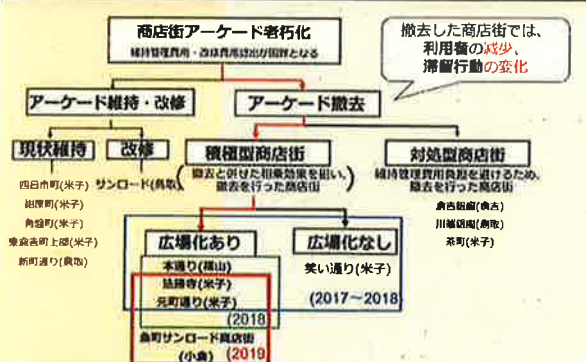 商店街アーケード老朽化
維持管理費用・改修費用捻出が困難となる
撤去した商店街では、
利用者の減少、
滞留行動の変化
アーケード維持・改修
アーケード撤去
現状維持
改修
積極型商店街
対処型商店街
(撤去と併せた相乗効果を狙い、
撤去を行った商店街)
維持管理費用負担を避けるため、
撤去を行った商店街
四日市町(米子)
サンロード(鳥取)
紺屋町(米子)
角盤町(米子)
東倉吉町上間(米子)
新町通り(鳥取)
倉吉銀座(倉吉)
川端銀座(鳥取)
茶町(米子)
広場化あり
広場化なし
本通り(福山)
法勝寺(米子)
元町通り(米子)
笑い通り(米子)
(2017～2018)
(2018)
魚町サンロード商店街
(小倉)
(2019